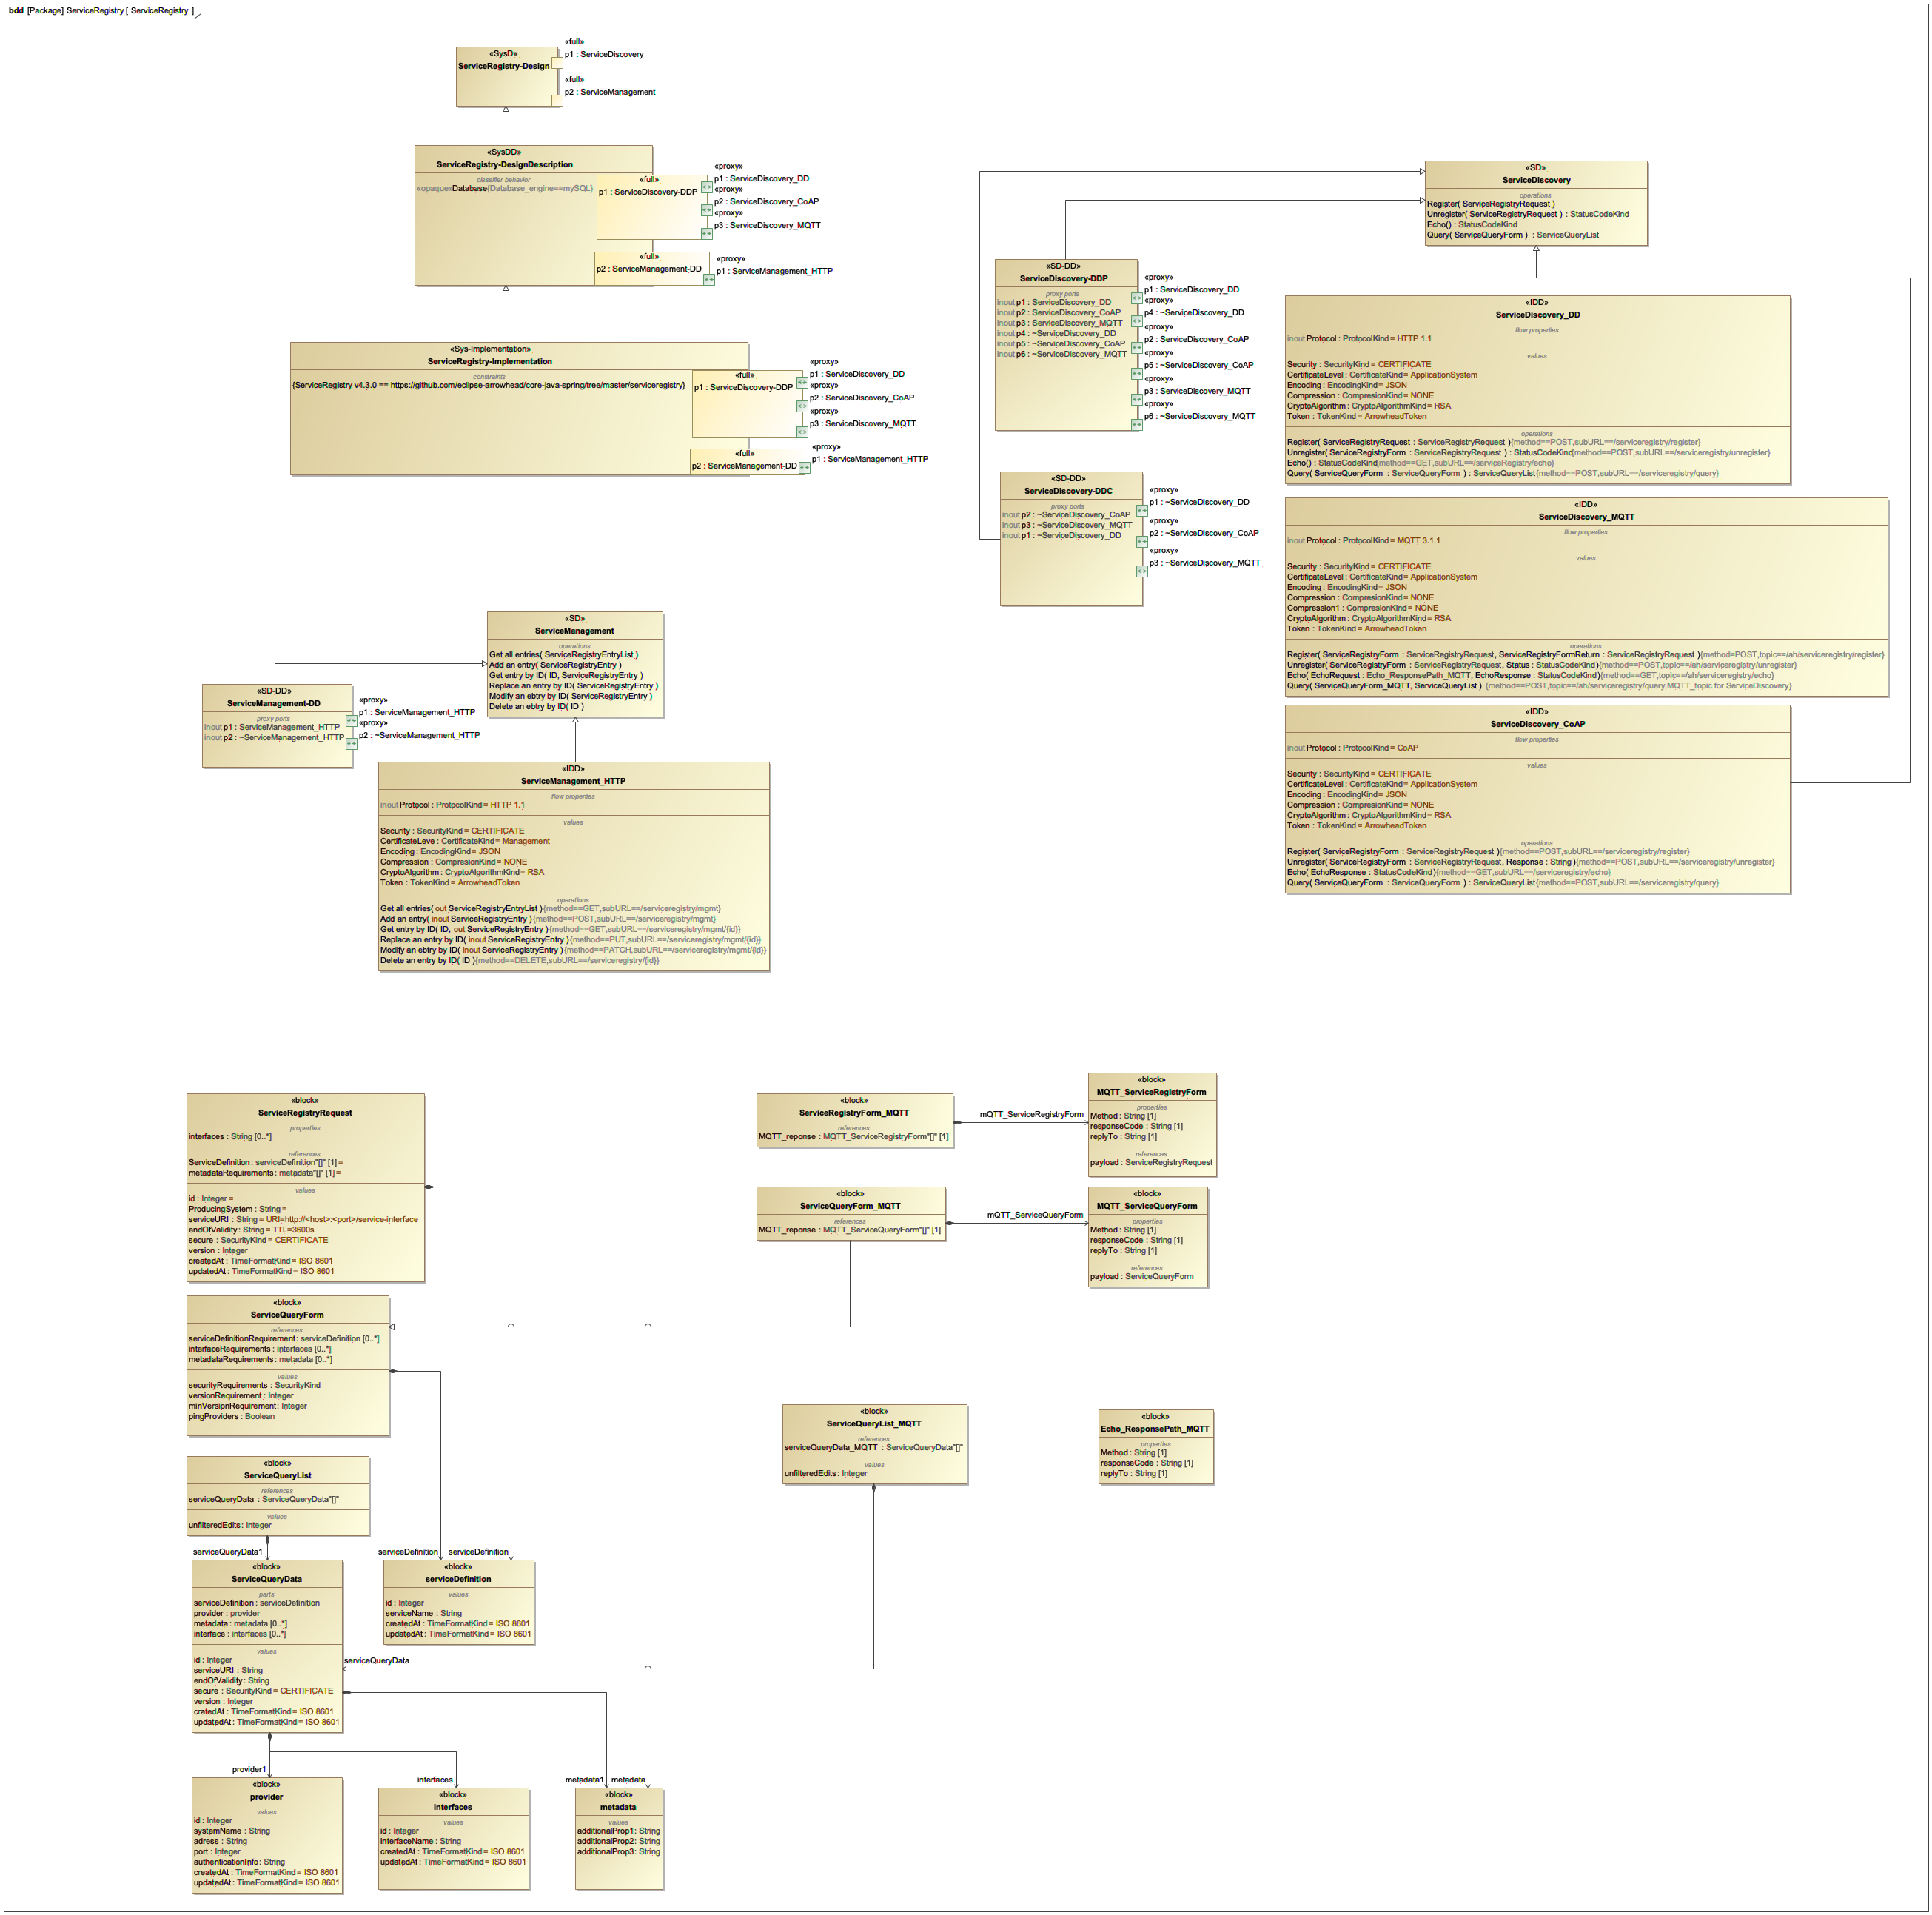 bdd [Package] ServiceRegistry [ ServiceRegistry ]
«SysD»
ServiceRegistry-Design
«full»
p1 : ServiceDiscovery
«full»
p2 : ServiceManagement
«SysDD»
ServiceRegistry-DesignDescription
classifier behavior
«opaque»Database{Database_engine==mySQL}
«full»
p1 : ServiceDiscovery-DDP
«proxy»
p1 : ServiceDiscovery_DD
«proxy»
p2 : ServiceDiscovery_CoAP
«proxy»
p3 : ServiceDiscovery_MQTT
«full»
p2 : ServiceManagement-DD
«proxy»
p1 : ServiceManagement_HTTP
«Sys-Implementation»
ServiceRegistry-Implementation
constraints
{ServiceRegistry v4.3.0 == https://github.com/eclipse-arrowhead/core-java-spring/tree/master/serviceregistry}
«full»
p1 : ServiceDiscovery-DDP
«proxy»
p1 : ServiceDiscovery_DD
«proxy»
p2 : ServiceDiscovery_CoAP
«proxy»
p3 : ServiceDiscovery_MQTT
«full»
p2 : ServiceManagement-DD
«proxy»
p1 : ServiceManagement_HTTP
«SD»
ServiceDiscovery
operations
Register( ServiceRegistryRequest )
Unregister( ServiceRegistryRequest ) : StatusCodeKind
Echo() : StatusCodeKind
Query( ServiceQueryForm ) : ServiceQueryList
«SD-DD»
ServiceDiscovery-DDP
proxy ports
inout p1 : ServiceDiscovery_DD
inout p2 : ServiceDiscovery_CoAP
inout p3 : ServiceDiscovery_MQTT
inout p4 : ~ServiceDiscovery_DD
inout p5 : ~ServiceDiscovery_CoAP
inout p6 : ~ServiceDiscovery_MQTT
«proxy»
p1 : ServiceDiscovery_DD
«proxy»
p4 : ~ServiceDiscovery_DD
«proxy»
p2 : ServiceDiscovery_CoAP
«proxy»
p5 : ~ServiceDiscovery_CoAP
«proxy»
p3 : ServiceDiscovery_MQTT
«proxy»
p6 : ~ServiceDiscovery_MQTT
«SD-DD»
ServiceDiscovery-DDC
proxy ports
inout p2 : ~ServiceDiscovery_CoAP
inout p3 : ~ServiceDiscovery_MQTT
inout p1 : ~ServiceDiscovery_DD
«proxy»
p1 : ~ServiceDiscovery_DD
«proxy»
p2 : ~ServiceDiscovery_CoAP
«proxy»
p3 : ~ServiceDiscovery_MQTT
«IDD»
ServiceDiscovery_DD
flow properties
inout Protocol : ProtocolKind = HTTP 1.1
values
Security : SecurityKind = CERTIFICATE
CertificateLevel : CertificateKind = ApplicationSystem
Encoding : EncodingKind = JSON
Compression : CompresionKind = NONE
CryptoAlgorithm : CryptoAlgorithmKind = RSA
Token : TokenKind = ArrowheadToken
operations
Register( ServiceRegistryRequest : ServiceRegistryRequest ){method==POST,subURL==/serviceregistry/register}
Unregister( ServiceRegistryForm : ServiceRegistryRequest ) : StatusCodeKind{method==POST,subURL==/serviceregistry/unregister}
Echo() : StatusCodeKind{method==GET,subURL==/serviceRegistry/echo}
Query( ServiceQueryForm : ServiceQueryForm ) : ServiceQueryList{method==POST,subURL==/serviceregistry/query}
«IDD»
ServiceDiscovery_MQTT
flow properties
inout Protocol : ProtocolKind = MQTT 3.1.1
values
Security : SecurityKind = CERTIFICATE
CertificateLevel : CertificateKind = ApplicationSystem
Encoding : EncodingKind = JSON
Compression : CompresionKind = NONE
Compression1 : CompresionKind = NONE
CryptoAlgorithm : CryptoAlgorithmKind = RSA
Token : TokenKind = ArrowheadToken
operations
Register( ServiceRegistryForm : ServiceRegistryRequest, ServiceRegistryFormReturn : ServiceRegistryRequest ){method==POST,topic==/ah/serviceregistry/register}
Unregister( ServiceRegistryForm : ServiceRegistryRequest, Status : StatusCodeKind){method==POST,topic==/ah/serviceregistry/unregister}
Echo( EchoRequest : Echo_ResponsePath_MQTT, EchoResponse : StatusCodeKind){method==GET,topic==/ah/serviceregistry/echo}
Query( ServiceQueryForm_MQTT, ServiceQueryList ) {method==POST,topic==/ah/serviceregistry/query,MQTT_topic for ServiceDiscovery}
«IDD»
ServiceDiscovery_CoAP
flow properties
inout Protocol : ProtocolKind = CoAP
values
Security : SecurityKind = CERTIFICATE
CertificateLevel : CertificateKind = ApplicationSystem
Encoding : EncodingKind = JSON
Compression : CompresionKind = NONE
CryptoAlgorithm : CryptoAlgorithmKind = RSA
Token : TokenKind = ArrowheadToken
operations
Register( ServiceRegistryForm : ServiceRegistryRequest ){method==POST,subURL==/serviceregistry/register}
Unregister( ServiceRegistryForm : ServiceRegistryRequest, Response : String ){method==POST,subURL==/serviceregistry/unregister}
Echo( EchoResponse : StatusCodeKind){method==GET,subURL==/serviceregistry/echo}
Query( ServiceQueryForm : ServiceQueryForm ) : ServiceQueryList{method==POST,subURL==/serviceregistry/query}
«SD»
ServiceManagement
operations
Get all entries( ServiceRegistryEntryList )
Add an entry( ServiceRegistryEntry )
Get entry by ID( ID, ServiceRegistryEntry )
Replace an entry by ID( ServiceRegistryEntry )
Modify an ebtry by ID( ServiceRegistryEntry )
Delete an ebtry by ID( ID )
«SD-DD»
ServiceManagement-DD
proxy ports
inout p1 : ServiceManagement_HTTP
inout p2 : ~ServiceManagement_HTTP
«proxy»
p1 : ServiceManagement_HTTP
«proxy»
p2 : ~ServiceManagement_HTTP
«IDD»
ServiceManagement_HTTP
flow properties
inout Protocol : ProtocolKind = HTTP 1.1
values
Security : SecurityKind = CERTIFICATE
CertificateLeve : CertificateKind = Management
Encoding : EncodingKind = JSON
Compression : CompresionKind = NONE
CryptoAlgorithm : CryptoAlgorithmKind = RSA
Token : TokenKind = ArrowheadToken
operations
Get all entries( out ServiceRegistryEntryList ){method==GET,subURL==/serviceregistry/mgmt}
Add an entry( inout ServiceRegistryEntry ){method==POST,subURL==/serviceregistry/mgmt}
Get entry by ID( ID, out ServiceRegistryEntry ){method==GET,subURL==/serviceregistry/mgmt/{id}}
Replace an entry by ID( inout ServiceRegistryEntry ){method==PUT,subURL==/serviceregistry/mgmt/{id}}
Modify an ebtry by ID( inout ServiceRegistryEntry ){method==PATCH,subURL==/serviceregistry/mgmt/{id}}
Delete an entry by ID( ID ){method==DELETE,subURL==/serviceregistry/{id}}
«block»
ServiceRegistryRequest
properties
interfaces : String [0..*]
references
ServiceDefinition : serviceDefinition"[]" [1] =
metadataRequirements : metadata"[]" [1] =
values
id : Integer =
ProducingSystem : String =
serviceURI : String = URI=http://<host>:<port>/service-interface
endOfValidity : String = TTL=3600s
secure : SecurityKind = CERTIFICATE
version : Integer
createdAt : TimeFormatKind = ISO 8601
updatedAt : TimeFormatKind = ISO 8601
«block»
ServiceRegistryForm_MQTT
references
MQTT_reponse : MQTT_ServiceRegistryForm"[]" [1]
mQTT_ServiceRegistryForm
«block»
MQTT_ServiceRegistryForm
properties
Method : String [1]
responseCode : String [1]
replyTo : String [1]
references
payload : ServiceRegistryRequest
«block»
ServiceQueryForm_MQTT
references
MQTT_reponse : MQTT_ServiceQueryForm"[]" [1]
mQTT_ServiceQueryForm
«block»
MQTT_ServiceQueryForm
properties
Method : String [1]
responseCode : String [1]
replyTo : String [1]
references
payload : ServiceQueryForm
«block»
ServiceQueryForm
references
serviceDefinitionRequirement : serviceDefinition [0..*]
interfaceRequirements : interfaces [0..*]
metadataRequirements : metadata [0..*]
values
securityRequirements : SecurityKind
versionRequirement : Integer
minVersionRequirement : Integer
pingProviders : Boolean
«block»
ServiceQueryList_MQTT
references
serviceQueryData_MQTT : ServiceQueryData"[]"
values
unfilteredEdits : Integer
«block»
Echo_ResponsePath_MQTT
properties
Method : String [1]
responseCode : String [1]
replyTo : String [1]
«block»
ServiceQueryList
references
serviceQueryData : ServiceQueryData"[]"
values
unfilteredEdits : Integer
serviceQueryData1
serviceDefinition
serviceDefinition
«block»
ServiceQueryData
parts
serviceDefinition : serviceDefinition
provider : provider
metadata : metadata [0..*]
interface : interfaces [0..*]
values
id : Integer
serviceURI : String
endOfValidity : String
secure : SecurityKind = CERTIFICATE
version : Integer
cratedAt : TimeFormatKind = ISO 8601
updatedAt : TimeFormatKind = ISO 8601
«block»
serviceDefinition
values
id : Integer
serviceName : String
createdAt : TimeFormatKind = ISO 8601
updatedAt : TimeFormatKind = ISO 8601
serviceQueryData
provider1
interfaces
metadata1
metadata
«block»
provider
values
id : Integer
systemName : String
adress : String
port : Integer
authenticationInfo : String
createdAt : TimeFormatKind = ISO 8601
updatedAt : TimeFormatKind = ISO 8601
«block»
interfaces
values
id : Integer
interfaceName : String
createdAt : TimeFormatKind = ISO 8601
updatedAt : TimeFormatKind = ISO 8601
«block»
metadata
values
additionalProp1 : String
additionalProp2 : String
additionalProp3 : String